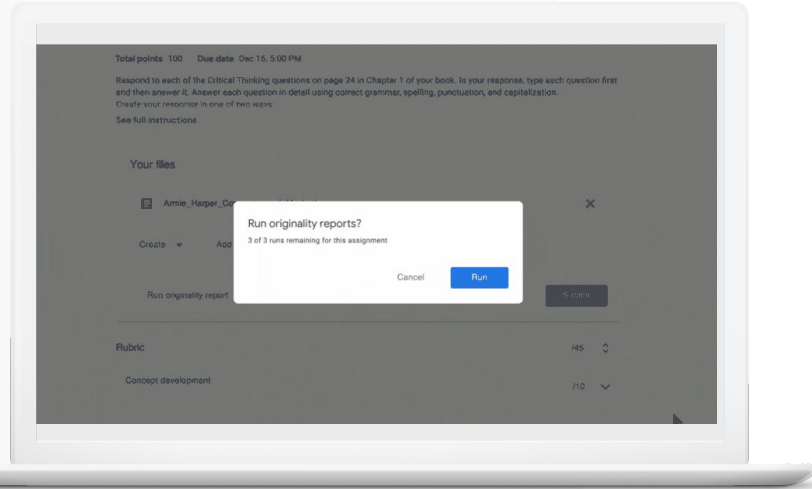 Total points 100 Due date Dec 16, 5:00 PM
Respond to each of the Critical Thinking questions on page 24 in Chapter 1 of your book. In your response, type each question first
and then answer it. Answer each question in detail using correct grammar, spelling, punctuation, and capitalization.
Create your response in one of two ways:
See full instructions
Your files
Run originality reports?
3 of 3 runs remaining for this assignment
Cancel Run
Create Add
Run originality report Submit
Rubric /45
Concept development /10